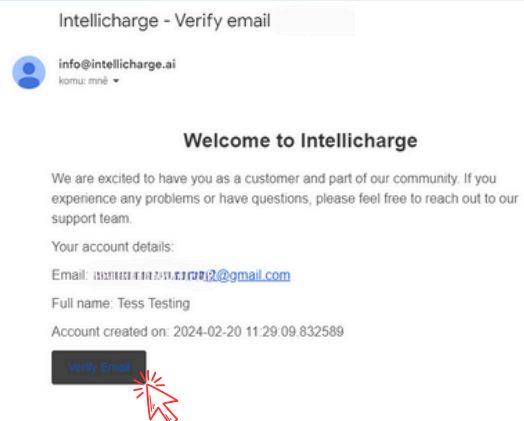 Intellicharge - Verify email
info@intellicharge.ai
komu: mně
Welcome to Intellicharge
We are excited to have you as a customer and part of our community. If you
experience any problems or have questions, please feel free to reach out to our
support team.
Your account details:
Email: @gmail.com
Full name: Tess Testing
Account created on: 2024-02-20 11:29:09.832589
Verify Email